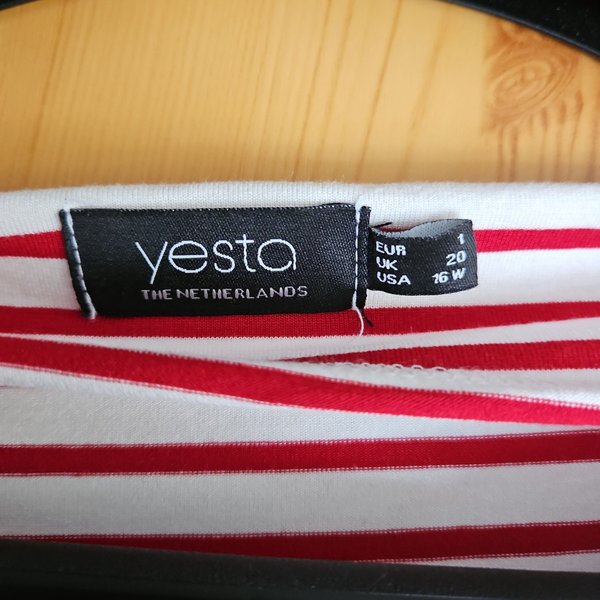 yesta
THE NETHERLANDS
EUR 1
UK 20
USA 16 W